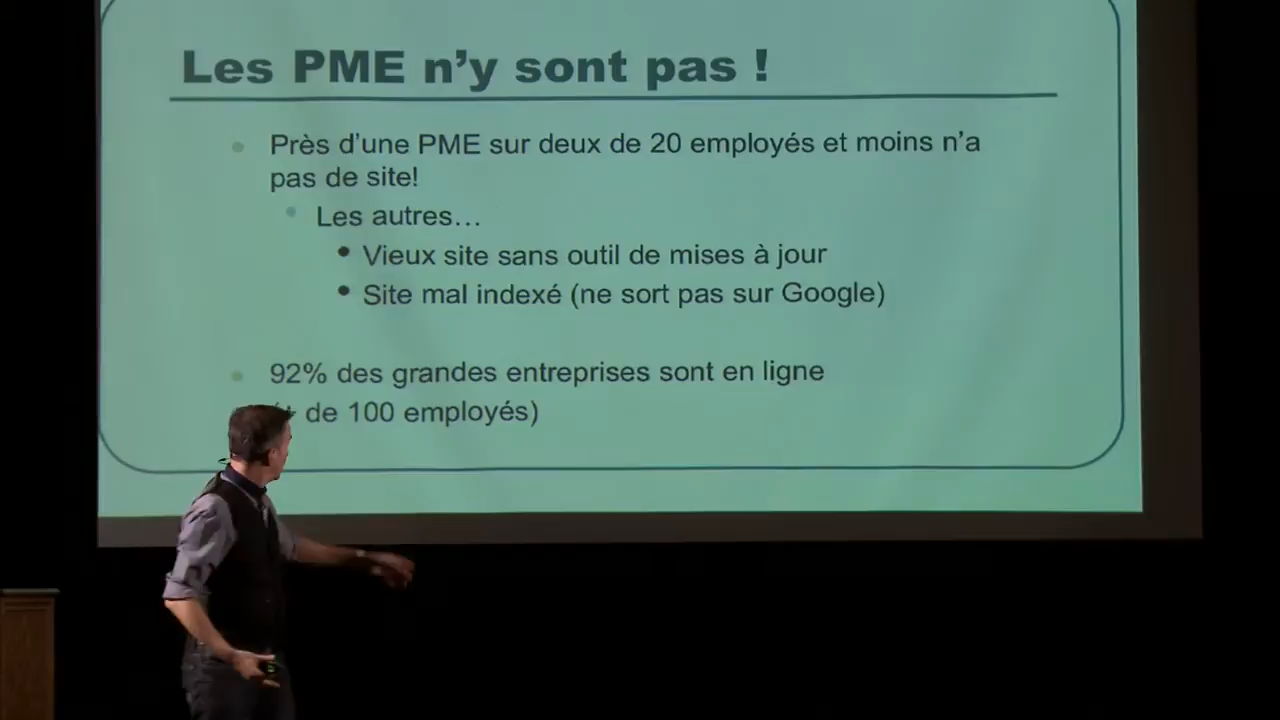 Les PME n'y sont pas !
Près d'une PME sur deux de 20 employés et moins n'a
pas de site!
Les autres…
Vieux site sans outil de mises à jour
Site mal indexé (ne sort pas sur Google)
92% des grandes entreprises sont en ligne
de 100 employés)